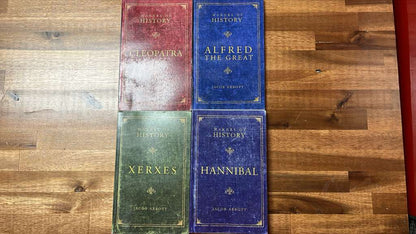 MAKERS OF
HISTORY
CLEOPATRA
MAKERS OF
HISTORY
ALFRED
THE GREAT
JACOB ABBOTT
MAKERS OF
HISTORY
XERXES
JACOB ABBOTT
MAKERS OF
HISTORY
HANNIBAL
JACOB ABBOTT